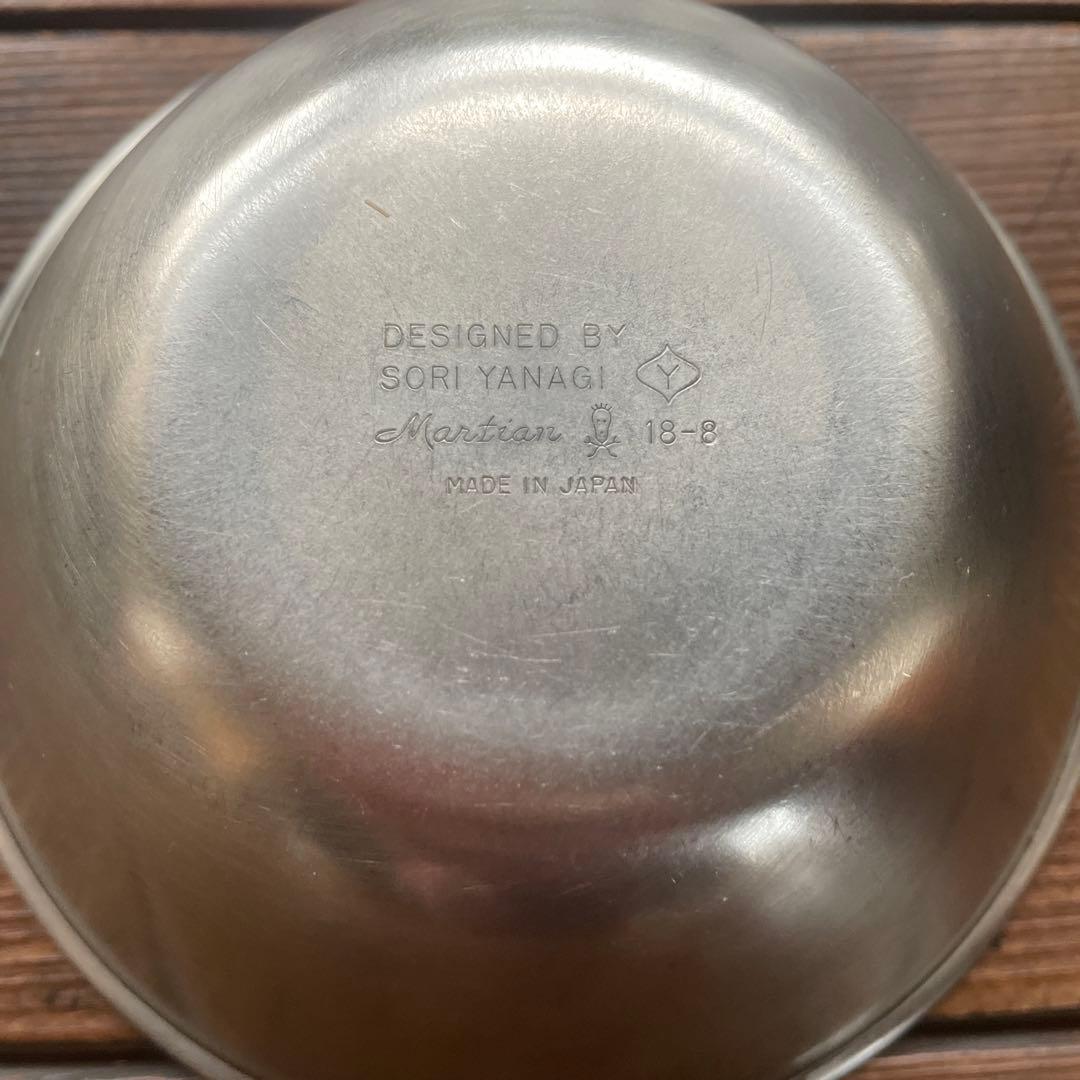 DESIGNED BY
SORI YANAGI Y
Martian 18-8
MADE IN JAPAN